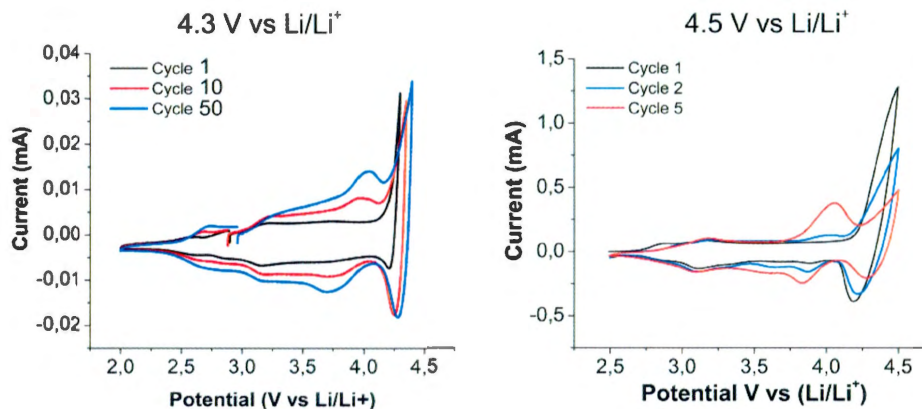 4.3 V vs Li/Li⁺
0,04
0,03
0,02
0,01
0,00
-0,01
-0,02
Current (mA)
Cycle 1
Cycle 10
Cycle 50
2,0 2,5 3,0 3,5 4,0 4,5
Potential (V vs Li/Li+)
4.5 V vs Li/Li⁺
1,5
1,0
0,5
0,0
-0,5
Current (mA)
Cycle 1
Cycle 2
Cycle 5
2,5 3,0 3,5 4,0 4,5
Potential V vs (Li/Li⁺)